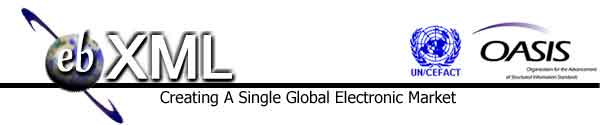 ebXML
UN/CEFACT
OASIS
Organization for the Advancement
of Structured Information Standards
Creating A Single Global Electronic Market